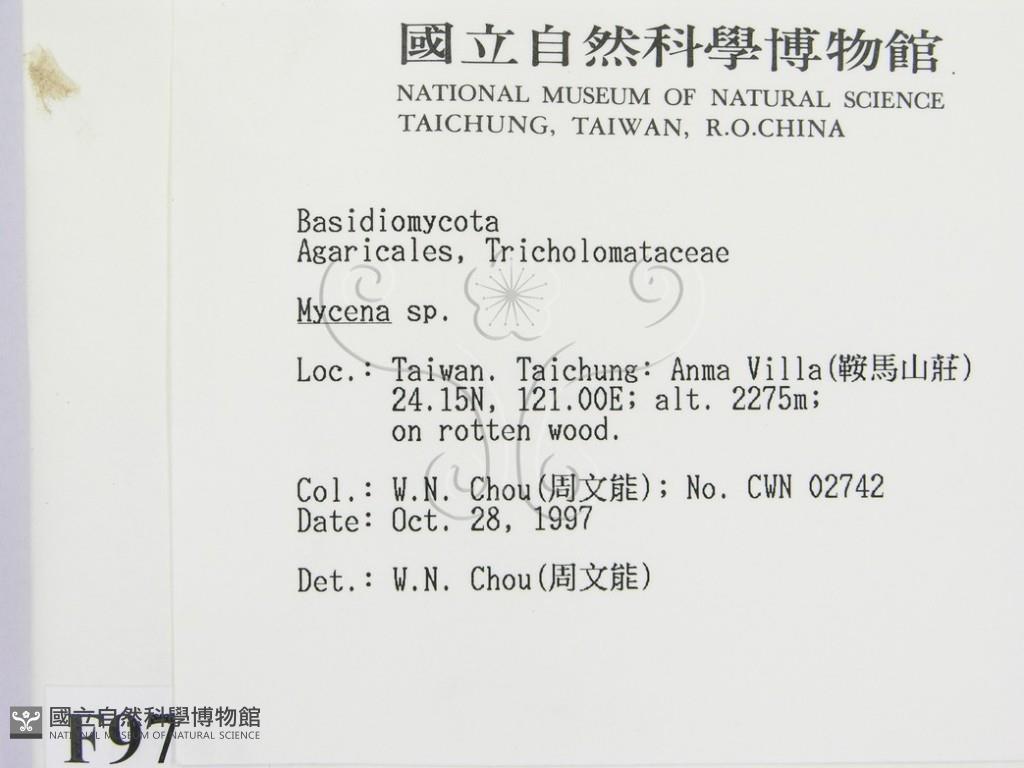 國立自然科學博物館
NATIONAL MUSEUM OF NATURAL SCIENCE
TAICHUNG, TAIWAN, R.O.CHINA
Basidiomycota
Agaricales, Tricholomataceae
Mycena sp.
Loc.: Taiwan. Taichung: Anma Villa(鞍馬山莊)
24.15N, 121.00E; alt. 2275m;
on rotten wood.
Col.: W.N. Chou(周文能); No. CWN 02742
Date: Oct. 28, 1997
Det.: W.N. Chou(周文能)
國立自然科學博物館
NATIONAL MUSEUM OF NATURAL SCIENCE
F97